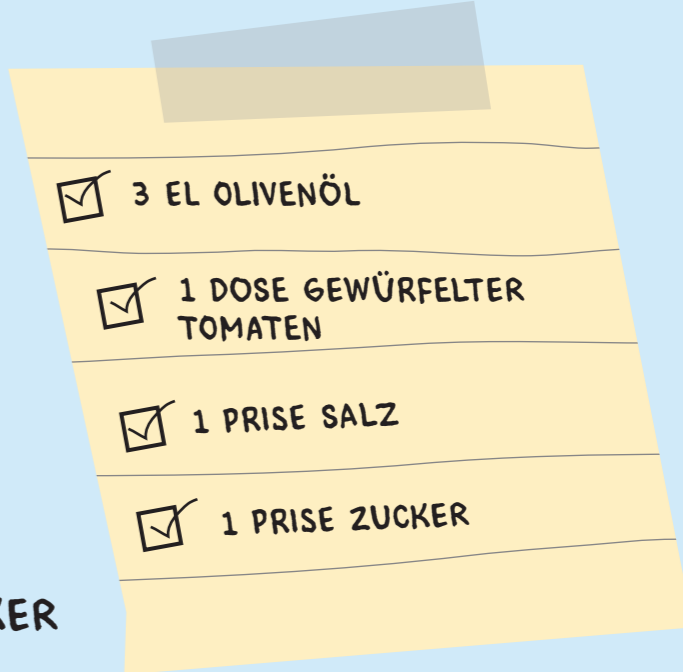 3 EL OLIVENÖL
1 DOSE GEWÜRFELTER
TOMATEN
1 PRISE SALZ
1 PRISE ZUCKER